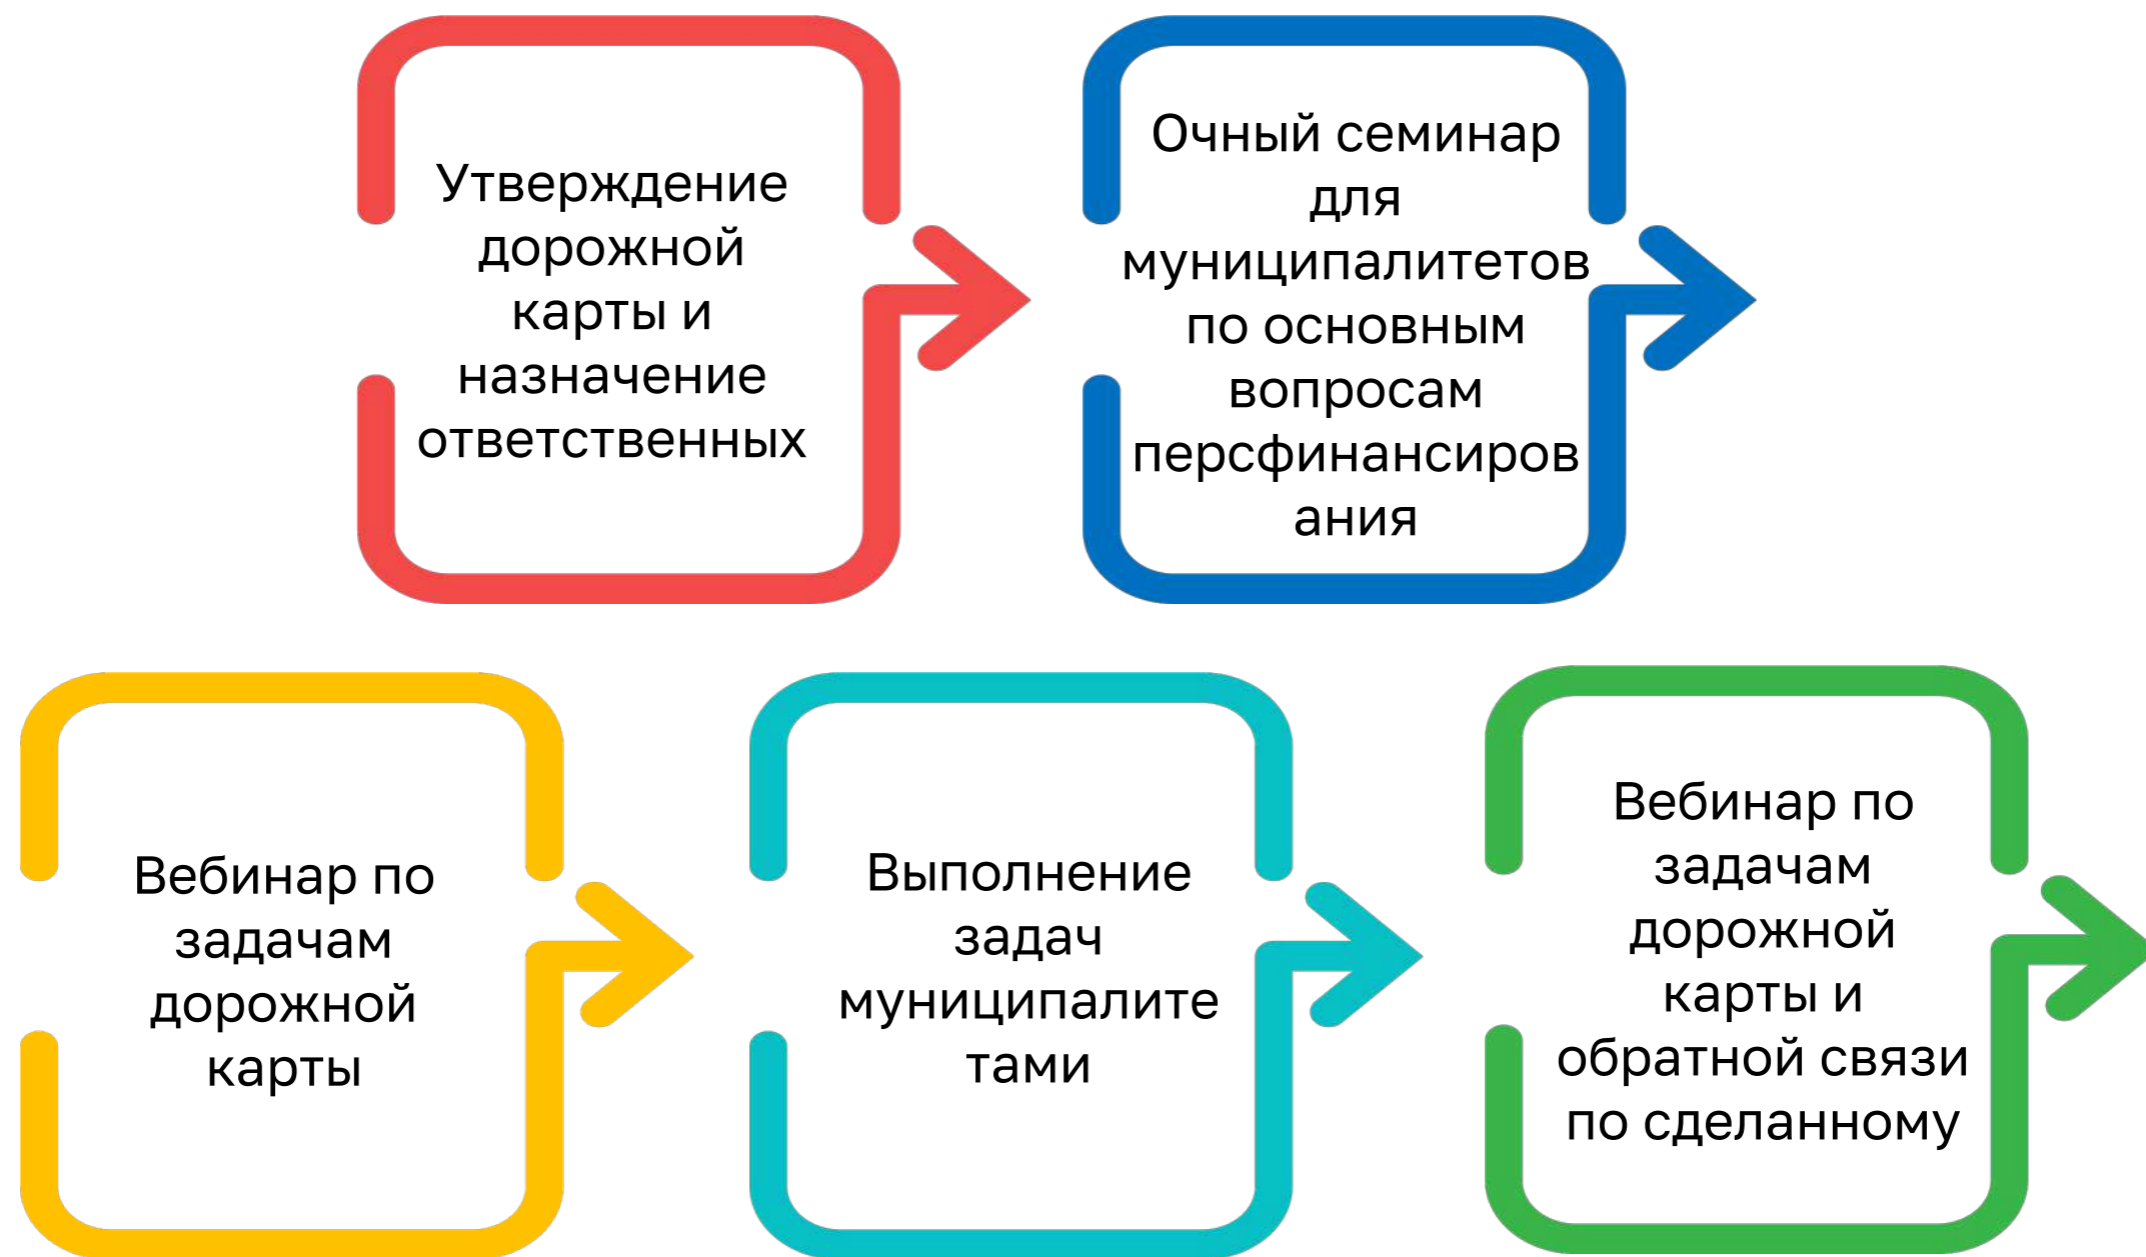 Утверждение
дорожной
карты и
назначение
ответственных
Очный семинар
для
муниципалитетов
по основным
вопросам
персфинансиров
ания
Вебинар по
задачам
дорожной
карты
Выполнение
задач
муниципалите
тами
Вебинар по
задачам
дорожной
карты и
обратной связи
по сделанному